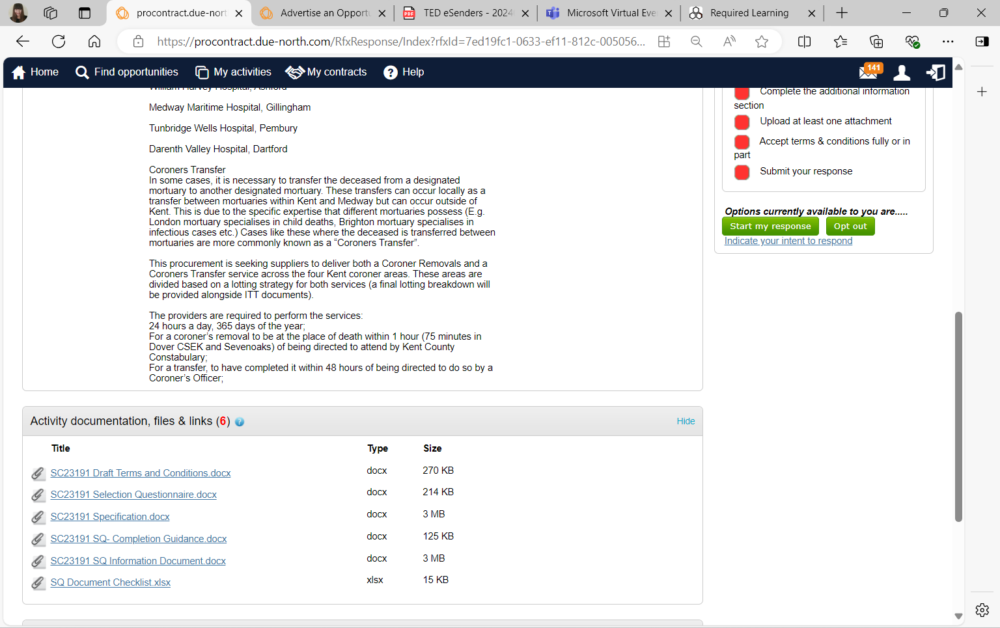 procontract.due-nort
Advertise an Opportu
TED eSenders - 2024
Microsoft Virtual Eve
Required Learning
https://procontract.due-north.com/RfxResponse/Index?rfxId=7ed19fc1-0633-ef11-812c-005056...
Home
Find opportunities
My activities
My contracts
Help
141
William Harvey Hospital, Ashford
Medway Maritime Hospital, Gillingham
Tunbridge Wells Hospital, Pembury
Darenth Valley Hospital, Dartford
Coroners Transfer
In some cases, it is necessary to transfer the deceased from a designated
mortuary to another designated mortuary. These transfers can occur locally as a
transfer between mortuaries within Kent and Medway but can occur outside of
Kent. This is due to the specific expertise that different mortuaries possess (E.g.
London mortuary specialises in child deaths, Brighton mortuary specialises in
infectious cases etc.) Cases like these where the deceased is transferred between
mortuaries are more commonly known as a “Coroners Transfer”.
This procurement is seeking suppliers to deliver both a Coroner Removals and a
Coroners Transfer service across the four Kent coroner areas. These areas are
divided based on a lotting strategy for both services (a final lotting breakdown will
be provided alongside ITT documents).
The providers are required to perform the services:
24 hours a day, 365 days of the year;
For a coroner’s removal to be at the place of death within 1 hour (75 minutes in
Dover CSEK and Sevenoaks) of being directed to attend by Kent County
Constabulary;
For a transfer, to have completed it within 48 hours of being directed to do so by a
Coroner’s Officer;
Complete the additional information
section
Upload at least one attachment
Accept terms & conditions fully or in
part
Submit your response
Options currently available to you are.....
Start my response
Opt out
Indicate your intent to respond
Activity documentation, files & links (6)
Hide
Title Type Size
SC23191 Draft Terms and Conditions.docx docx 270 KB
SC23191 Selection Questionnaire.docx docx 214 KB
SC23191 Specification.docx docx 3 MB
SC23191 SQ- Completion Guidance.docx docx 125 KB
SC23191 SQ Information Document.docx docx 3 MB
SQ Document Checklist.xlsx xlsx 15 KB